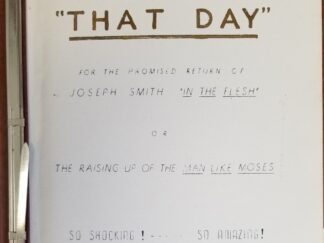 "THAT DAY"
FOR THE PROMISED RETURN OF
JOSEPH SMITH "IN THE FLESH"
OR
THE RAISING UP OF THE MAN LIKE MOSES
SO SHOCKING! ----- SO AMAZING!